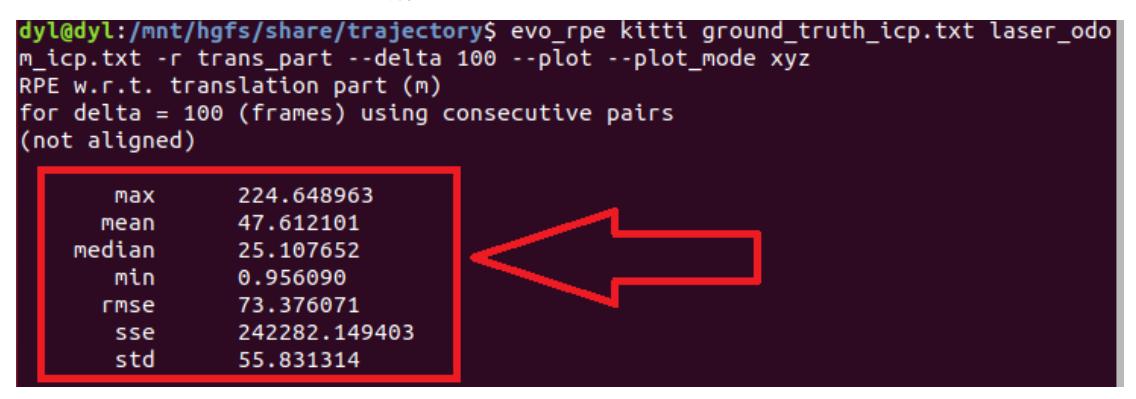 dyl@dyl:/mnt/hgfs/share/trajectory$ evo_rpe kitti ground_truth_icp.txt laser_odo
m_icp.txt -r trans_part --delta 100 --plot --plot_mode xyz
RPE w.r.t. translation part (m)
for delta = 100 (frames) using consecutive pairs
(not aligned)
max 224.648963
mean 47.612101
median 25.107652
min 0.956090
rmse 73.376071
sse 242282.149403
std 55.831314